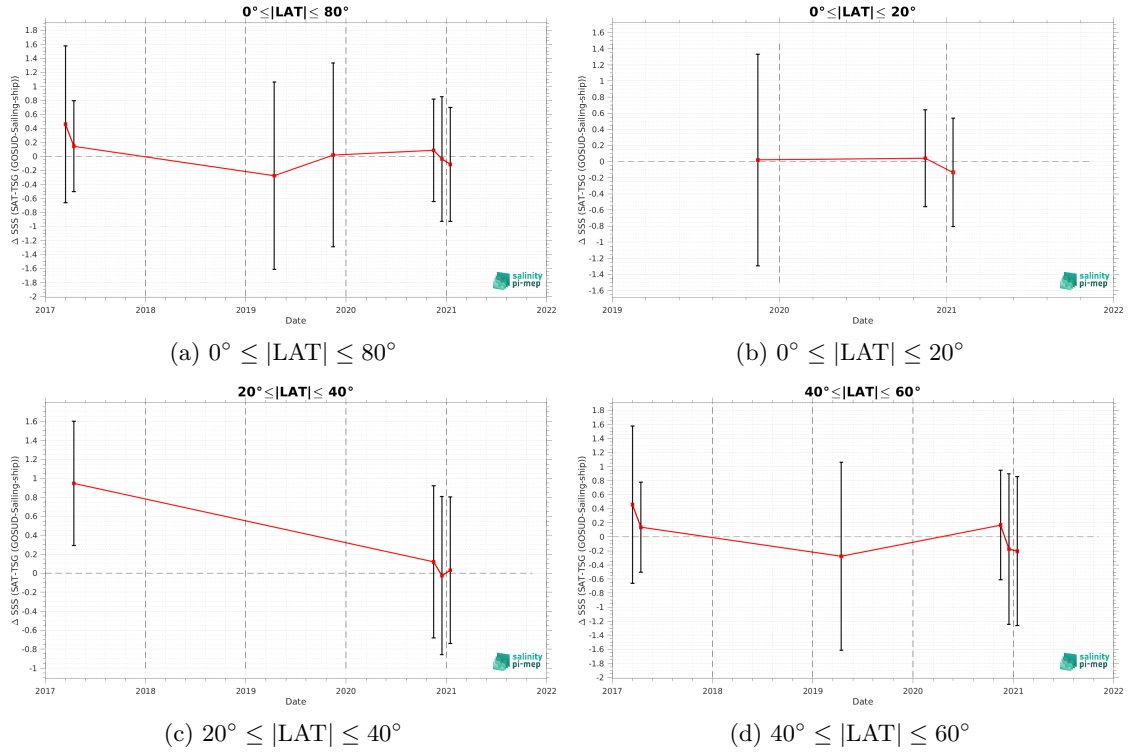 0°≤|LAT|≤ 80°
Δ SSS (SAT-TSG (GOSUD-Sailing-ship))
1.8
1.6
1.4
1.2
1
0.8
0.6
0.4
0.2
0
-0.2
-0.4
-0.6
-0.8
-1
-1.2
-1.4
-1.6
-1.8
-2
2017 2018 2019 2020 2021 2022
Date
salinity
pi-mep
(a) 0° ≤ |LAT| ≤ 80°
0°≤|LAT|≤ 20°
Δ SSS (SAT-TSG (GOSUD-Sailing-ship))
1.6
1.4
1.2
1
0.8
0.6
0.4
0.2
0
-0.2
-0.4
-0.6
-0.8
-1
-1.2
-1.4
-1.6
2019 2020 2021 2022
Date
salinity
pi-mep
(b) 0° ≤ |LAT| ≤ 20°
20°≤|LAT|≤ 40°
Δ SSS (SAT-TSG (GOSUD-Sailing-ship))
1.6
1.4
1.2
1
0.8
0.6
0.4
0.2
0
-0.2
-0.4
-0.6
-0.8
-1
2017 2018 2019 2020 2021 2022
Date
salinity
pi-mep
(c) 20° ≤ |LAT| ≤ 40°
40°≤|LAT|≤ 60°
Δ SSS (SAT-TSG (GOSUD-Sailing-ship))
1.8
1.6
1.4
1.2
1
0.8
0.6
0.4
0.2
0
-0.2
-0.4
-0.6
-0.8
-1
-1.2
-1.4
-1.6
-1.8
-2
2017 2018 2019 2020 2021 2022
Date
salinity
pi-mep
(d) 40° ≤ |LAT| ≤ 60°